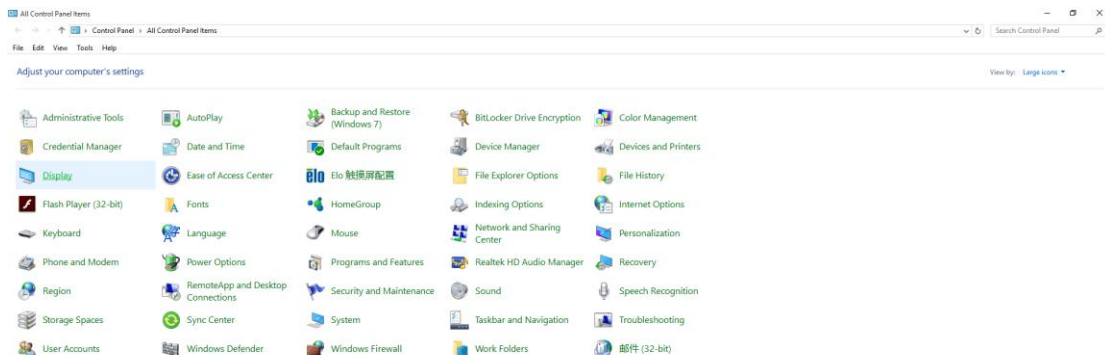 All Control Panel Items
Control Panel > All Control Panel Items
Search Control Panel
File Edit View Tools Help
Adjust your computer's settings
View by: Large icons
Administrative Tools
AutoPlay
Backup and Restore
(Windows 7)
BitLocker Drive Encryption
Color Management
Credential Manager
Date and Time
Default Programs
Device Manager
Devices and Printers
Display
Ease of Access Center
elo
Elo 触摸屏配置
File Explorer Options
File History
Flash Player (32-bit)
Fonts
HomeGroup
Indexing Options
Internet Options
Keyboard
Language
Mouse
Network and Sharing
Center
Personalization
Phone and Modem
Power Options
Programs and Features
Realtek HD Audio Manager
Recovery
Region
RemoteApp and Desktop
Connections
Security and Maintenance
Sound
Speech Recognition
Storage Spaces
Sync Center
System
Taskbar and Navigation
Troubleshooting
User Accounts
Windows Defender
Windows Firewall
Work Folders
邮件 (32-bit)